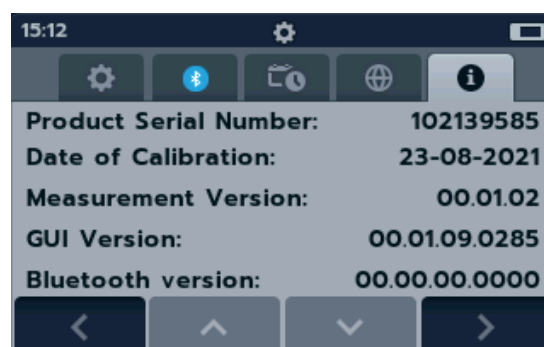 15:12
Product Serial Number: 102139585
Date of Calibration: 23-08-2021
Measurement Version: 00.01.02
GUI Version: 00.01.09.0285
Bluetooth version: 00.00.00.0000